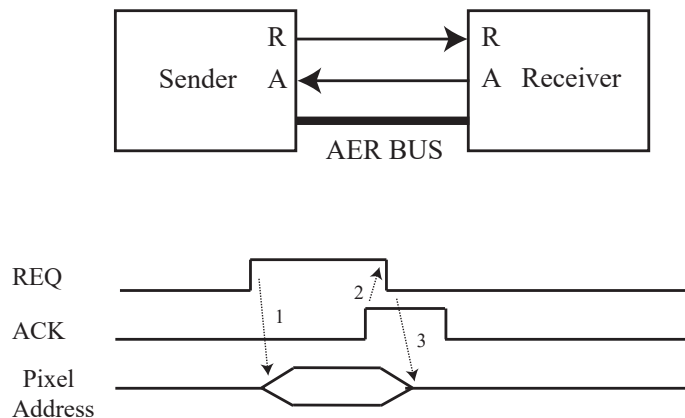 R R
Sender A A Receiver
AER BUS
REQ
2
1
ACK
3
Pixel
Address